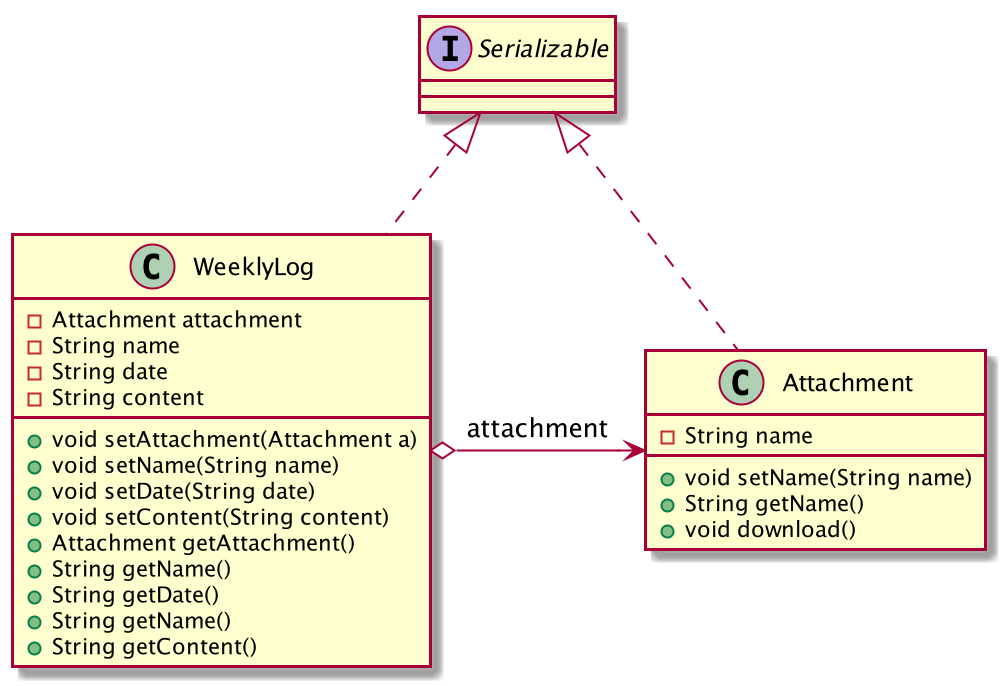 I Serializable
C WeeklyLog
Attachment attachment
String name
String date
String content
void setAttachment(Attachment a)
void setName(String name)
void setDate(String date)
void setContent(String content)
Attachment getAttachment()
String getName()
String getDate()
String getName()
String getContent()
attachment
C Attachment
String name
void setName(String name)
String getName()
void download()